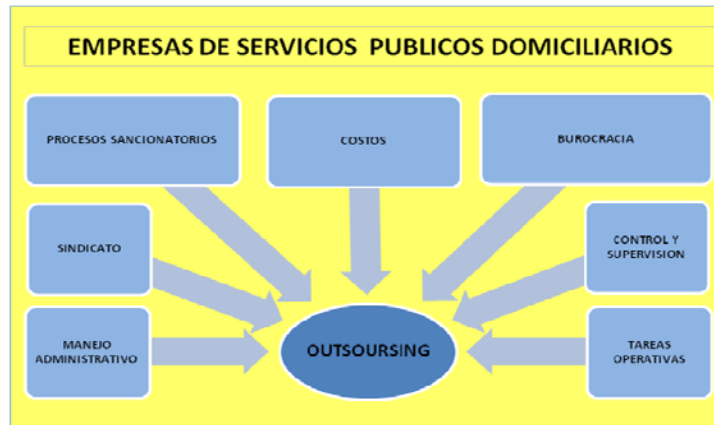 EMPRESAS DE SERVICIOS PUBLICOS DOMICILIARIOS
PROCESOS SANCIONATORIOS
COSTOS
BUROCRACIA
SINDICATO
CONTROL Y
SUPERVISION
MANEJO
ADMINISTRATIVO
OUTSOURSING
TAREAS
OPERATIVAS